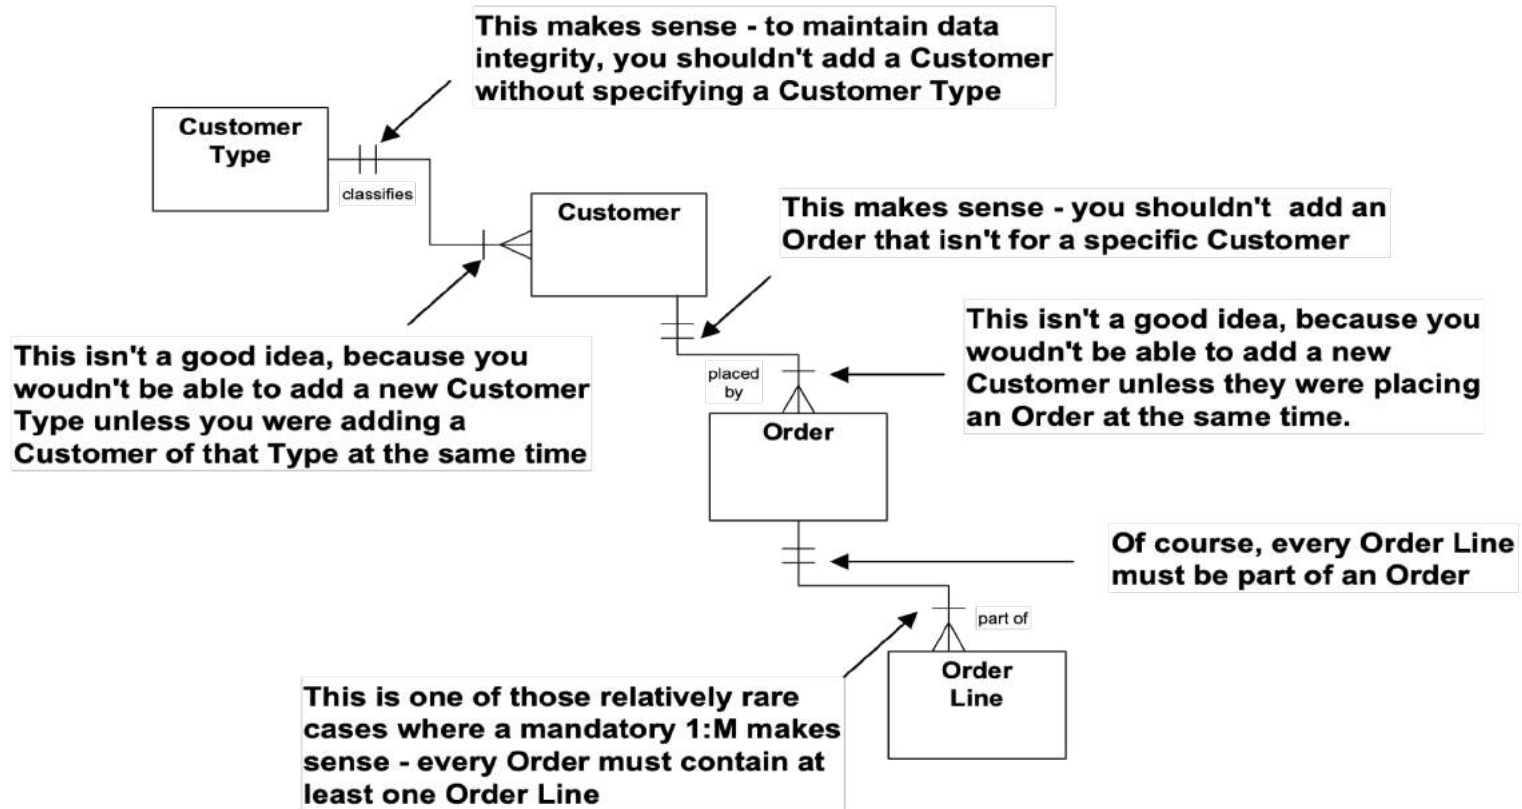 This makes sense - to maintain data
integrity, you shouldn't add a Customer
without specifying a Customer Type
Customer
Type
classifies
Customer
This makes sense - you shouldn't add an
Order that isn't for a specific Customer
This isn't a good idea, because you
woudn't be able to add a new Customer
Type unless you were adding a
Customer of that Type at the same time
placed
by
This isn't a good idea, because you
woudn't be able to add a new
Customer unless they were placing
an Order at the same time.
Order
Of course, every Order Line
must be part of an Order
part of
Order
Line
This is one of those relatively rare
cases where a mandatory 1:M makes
sense - every Order must contain at
least one Order Line